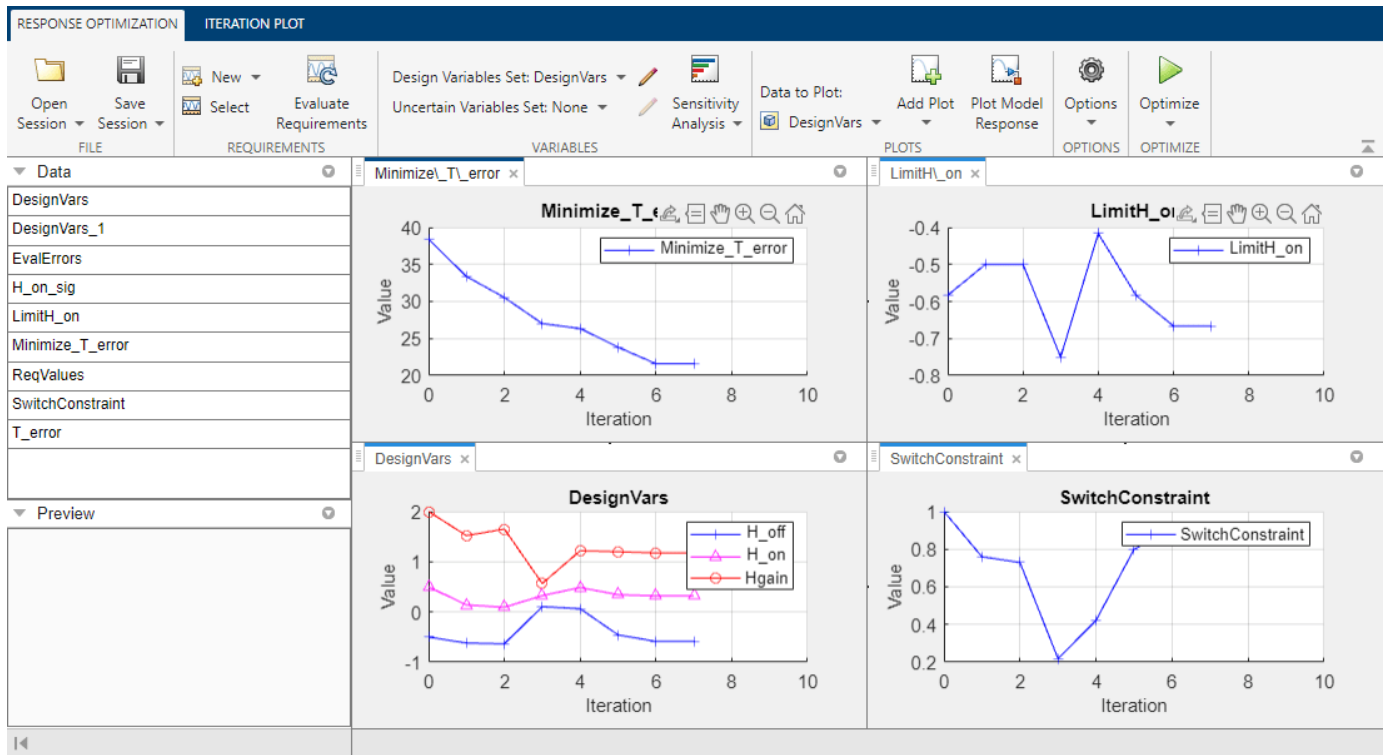 RESPONSE OPTIMIZATION
ITERATION PLOT
Open Session
Save Session
FILE
New
Select
Evaluate Requirements
REQUIREMENTS
Design Variables Set: DesignVars
Uncertain Variables Set: None
Sensitivity Analysis
VARIABLES
Data to Plot:
DesignVars
Add Plot
Plot Model Response
PLOTS
Options
OPTIONS
Optimize
OPTIMIZE
Data
DesignVars
DesignVars_1
EvalErrors
H_on_sig
LimitH_on
Minimize_T_error
ReqValues
SwitchConstraint
T_error
Preview
Minimize\_T\_error
Minimize_T_
Minimize_T_error
Value
40
35
30
25
20
0 2 4 6 8 10
Iteration
LimitH\_on
LimitH_o
LimitH_on
Value
-0.4
-0.5
-0.6
-0.7
-0.8
0 2 4 6 8 10
Iteration
DesignVars
DesignVars
H_off
H_on
Hgain
Value
2
1
0
-1
0 2 4 6 8 10
Iteration
SwitchConstraint
SwitchConstraint
SwitchConstraint
Value
1
0.8
0.6
0.4
0.2
0 2 4 6 8 10
Iteration